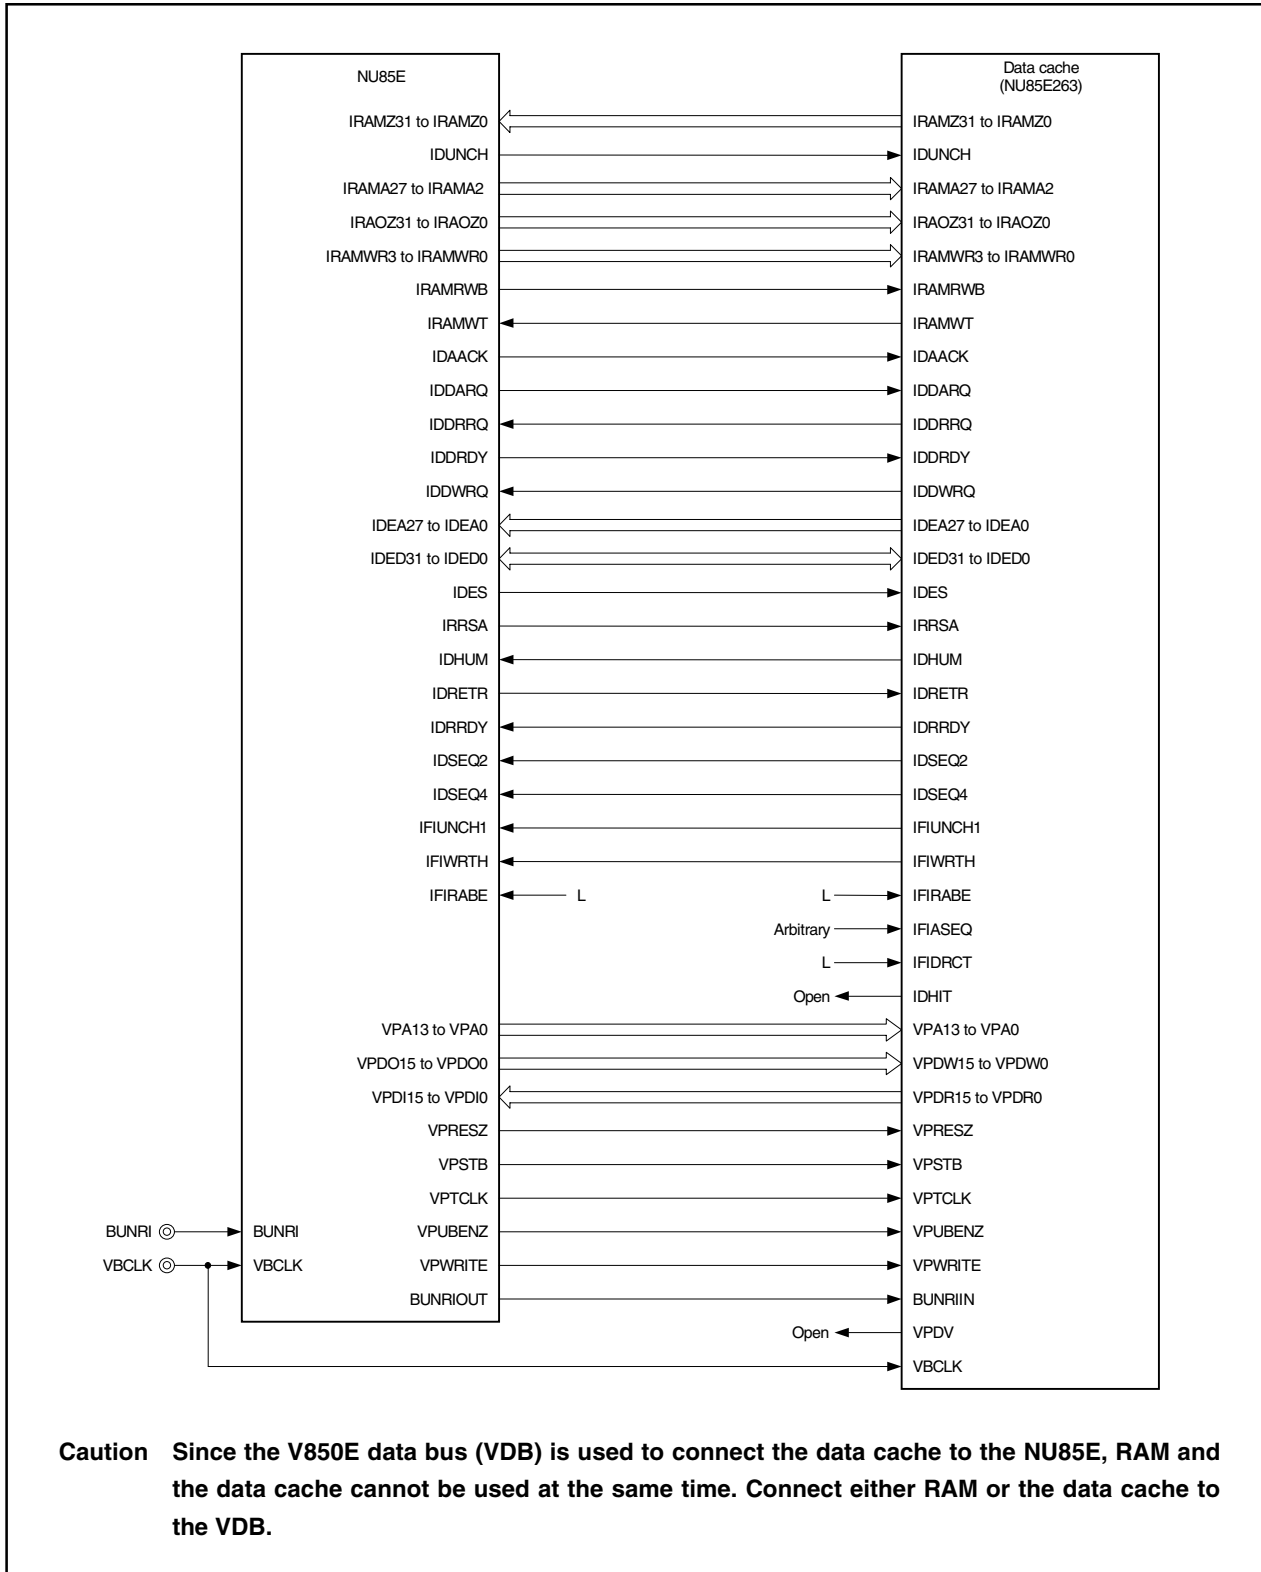 NU85E
Data cache
(NU85E263)
IRAMZ31 to IRAMZ0 IRAMZ31 to IRAMZ0
IDUNCH IDUNCH
IRAMA27 to IRAMA2 IRAMA27 to IRAMA2
IRAOZ31 to IRAOZ0 IRAOZ31 to IRAOZ0
IRAMWR3 to IRAMWR0 IRAMWR3 to IRAMWR0
IRAMRWB IRAMRWB
IRAMWT IRAMWT
IDAACK IDAACK
IDDARQ IDDARQ
IDDRRQ IDDRRQ
IDDRDY IDDRDY
IDDWRQ IDDWRQ
IDEA27 to IDEA0 IDEA27 to IDEA0
IDED31 to IDED0 IDED31 to IDED0
IDES IDES
IRRSA IRRSA
IDHUM IDHUM
IDRETR IDRETR
IDRRDY IDRRDY
IDSEQ2 IDSEQ2
IDSEQ4 IDSEQ4
IFIUNCH1 IFIUNCH1
IFIWRTH IFIWRTH
IFIRABE L L IFIRABE
Arbitrary IFIASEQ
L IFIDRCT
Open IDHIT
VPA13 to VPA0 VPA13 to VPA0
VPDO15 to VPDO0 VPDW15 to VPDW0
VPDI15 to VPDI0 VPDR15 to VPDR0
VPRESZ VPRESZ
VPSTB VPSTB
VPTCLK VPTCLK
BUNRI BUNRI VPUBENZ VPUBENZ
VBCLK VBCLK VPWRITE VPWRITE
BUNRIOUT BUNRIIN
Open VPDV
VBCLK
Caution Since the V850E data bus (VDB) is used to connect the data cache to the NU85E, RAM and
the data cache cannot be used at the same time. Connect either RAM or the data cache to
the VDB.